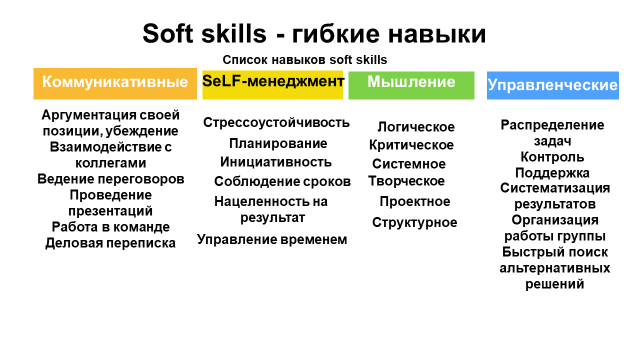 Soft skills - гибкие навыки
Список навыков soft skills
Коммуникативные
Аргументация своей
позиции, убеждение
Взаимодействие с
коллегами
Ведение переговоров
Проведение
презентаций
Работа в команде
Деловая переписка
SeLF-менеджмент
Стрессоустойчивость
Планирование
Инициативность
Соблюдение сроков
Нацеленность на
результат
Управление временем
Мышление
Логическое
Критическое
Системное
Творческое
Проектное
Структурное
Управленческие
Распределение
задач
Контроль
Поддержка
Систематизация
результатов
Организация
работы группы
Быстрый поиск
альтернативных
решений